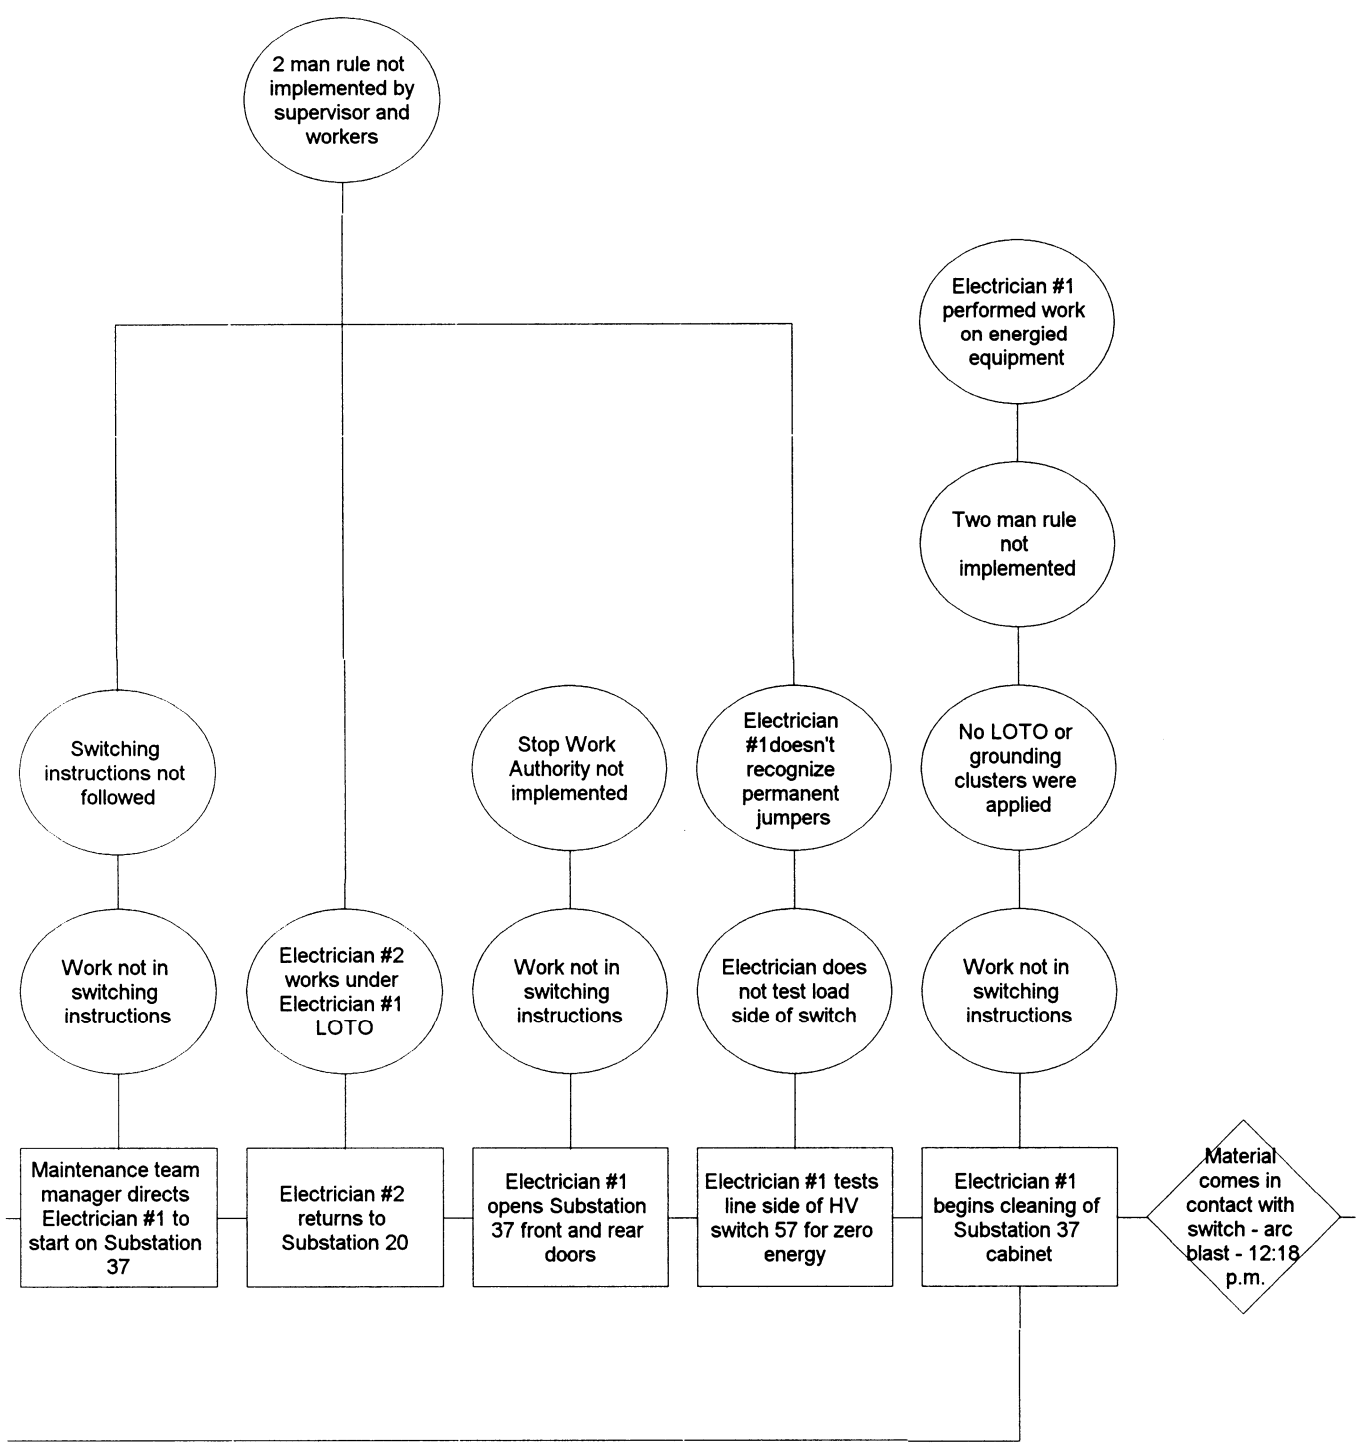 2 man rule not
implemented by
supervisor and
workers
Electrician #1
performed work
on energied
equipment
Two man rule
not
implemented
Switching
instructions not
followed
Stop Work
Authority not
implemented
Electrician
#1doesn't
recognize
permanent
jumpers
No LOTO or
grounding
clusters were
applied
Work not in
switching
instructions
Electrician #2
works under
Electrician #1
LOTO
Work not in
switching
instructions
Electrician does
not test load
side of switch
Work not in
switching
instructions
Maintenance team
manager directs
Electrician #1 to
start on Substation
37
Electrician #2
returns to
Substation 20
Electrician #1
opens Substation
37 front and rear
doors
Electrician #1 tests
line side of HV
switch 57 for zero
energy
Electrician #1
begins cleaning of
Substation 37
cabinet
Material
comes in
contact with
switch - arc
blast - 12:18
p.m.